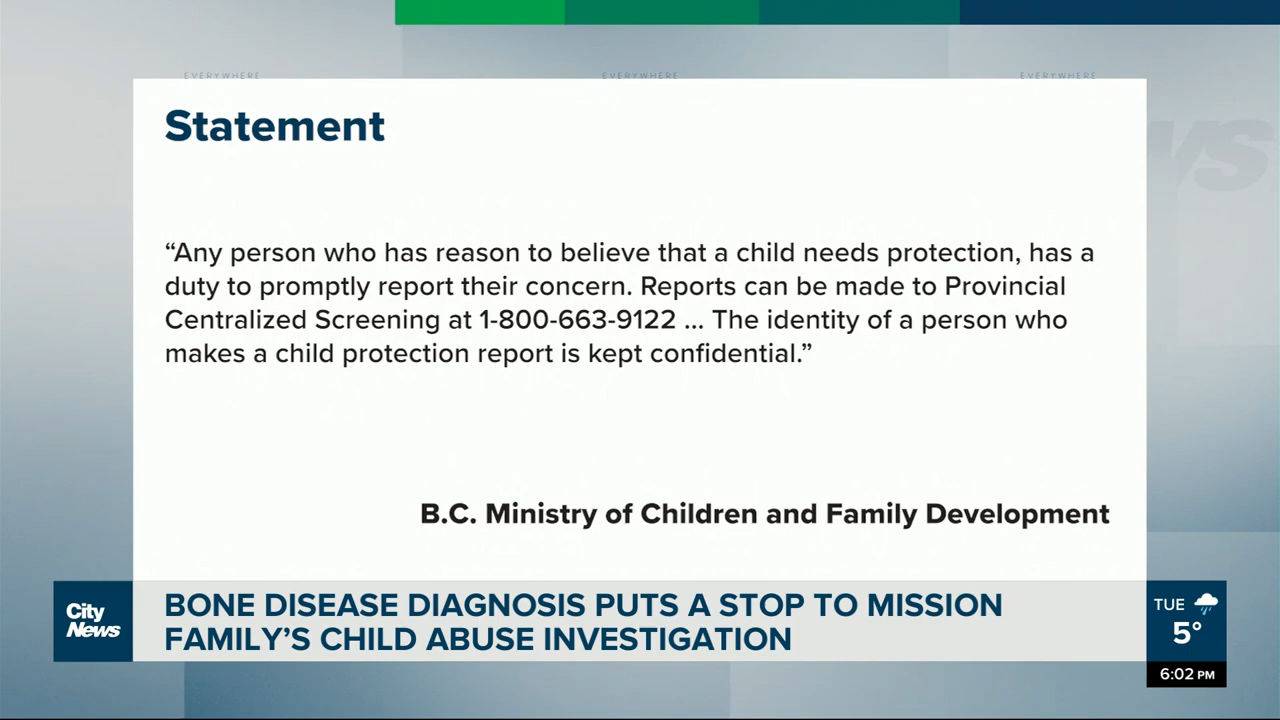 EVERYWHERE EVERYWHERE EVERYWHERE
Statement
“Any person who has reason to believe that a child needs protection, has a
duty to promptly report their concern. Reports can be made to Provincial
Centralized Screening at 1-800-663-9122 ... The identity of a person who
makes a child protection report is kept confidential.”
B.C. Ministry of Children and Family Development
City
News
BONE DISEASE DIAGNOSIS PUTS A STOP TO MISSION
FAMILY’S CHILD ABUSE INVESTIGATION
TUE
5°
6:02 PM